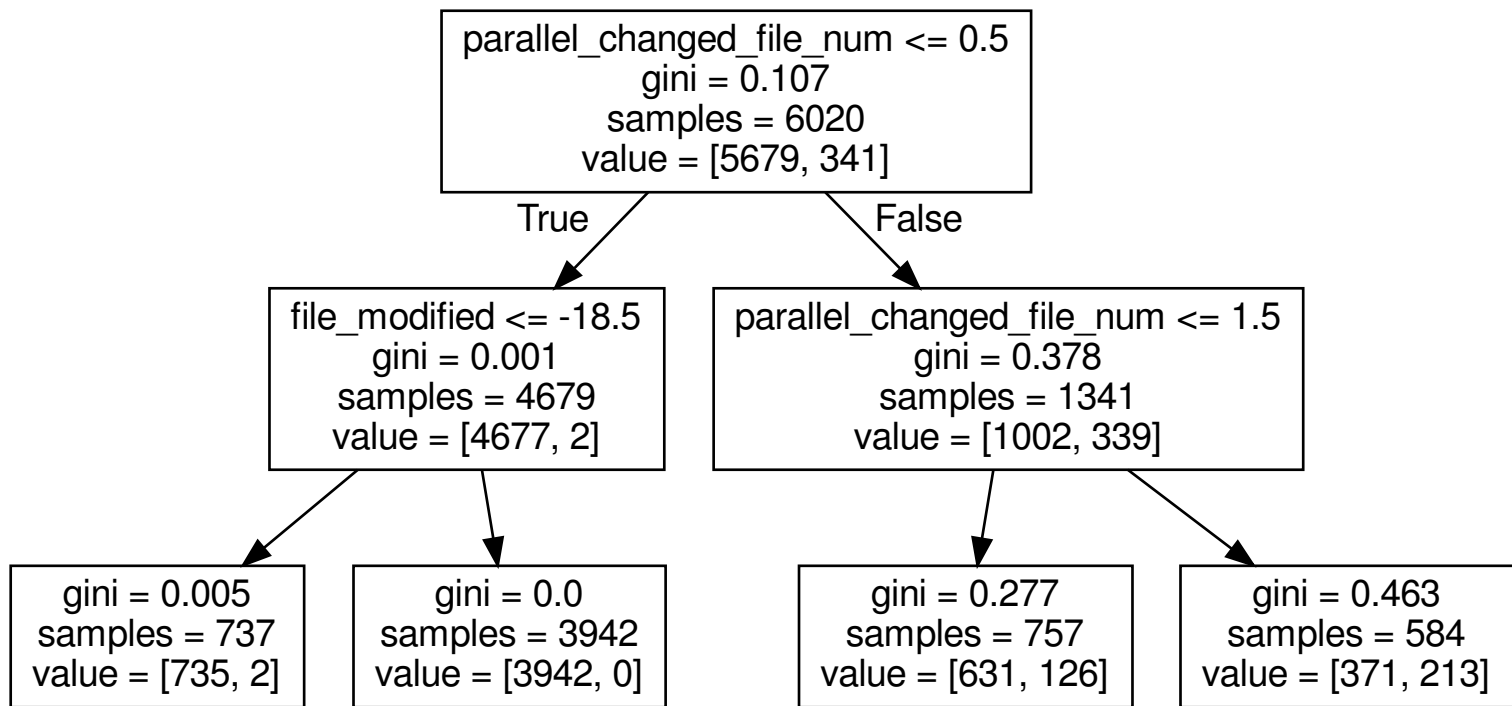 parallel_changed_file_num <= 0.5
gini = 0.107
samples = 6020
value = [5679, 341]
True
False
file_modified <= -18.5
gini = 0.001
samples = 4679
value = [4677, 2]
parallel_changed_file_num <= 1.5
gini = 0.378
samples = 1341
value = [1002, 339]
gini = 0.005
samples = 737
value = [735, 2]
gini = 0.0
samples = 3942
value = [3942, 0]
gini = 0.277
samples = 757
value = [631, 126]
gini = 0.463
samples = 584
value = [371, 213]